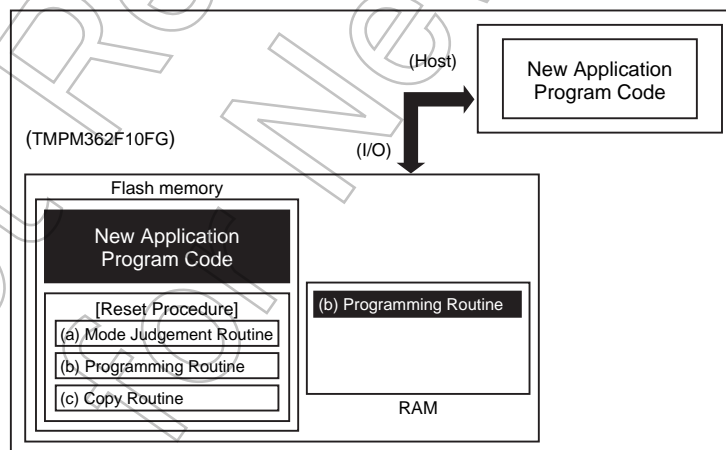 (Host)
New Application
Program Code
(TMPM362F10FG)
(I/O)
Flash memory
New Application
Program Code
[Reset Procedure]
(a) Mode Judgement Routine
(b) Programming Routine
(c) Copy Routine
(b) Programming Routine
RAM